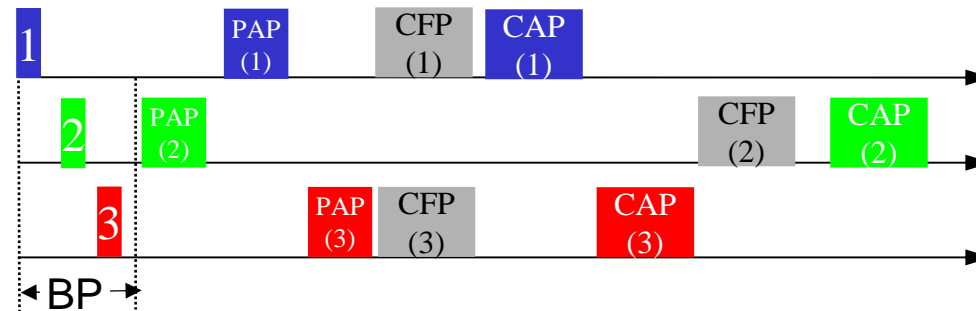 1
PAP
(1)
CFP
(1)
CAP
(1)
2
PAP
(2)
CFP
(2)
CAP
(2)
3
PAP
(3)
CFP
(3)
CAP
(3)
BP